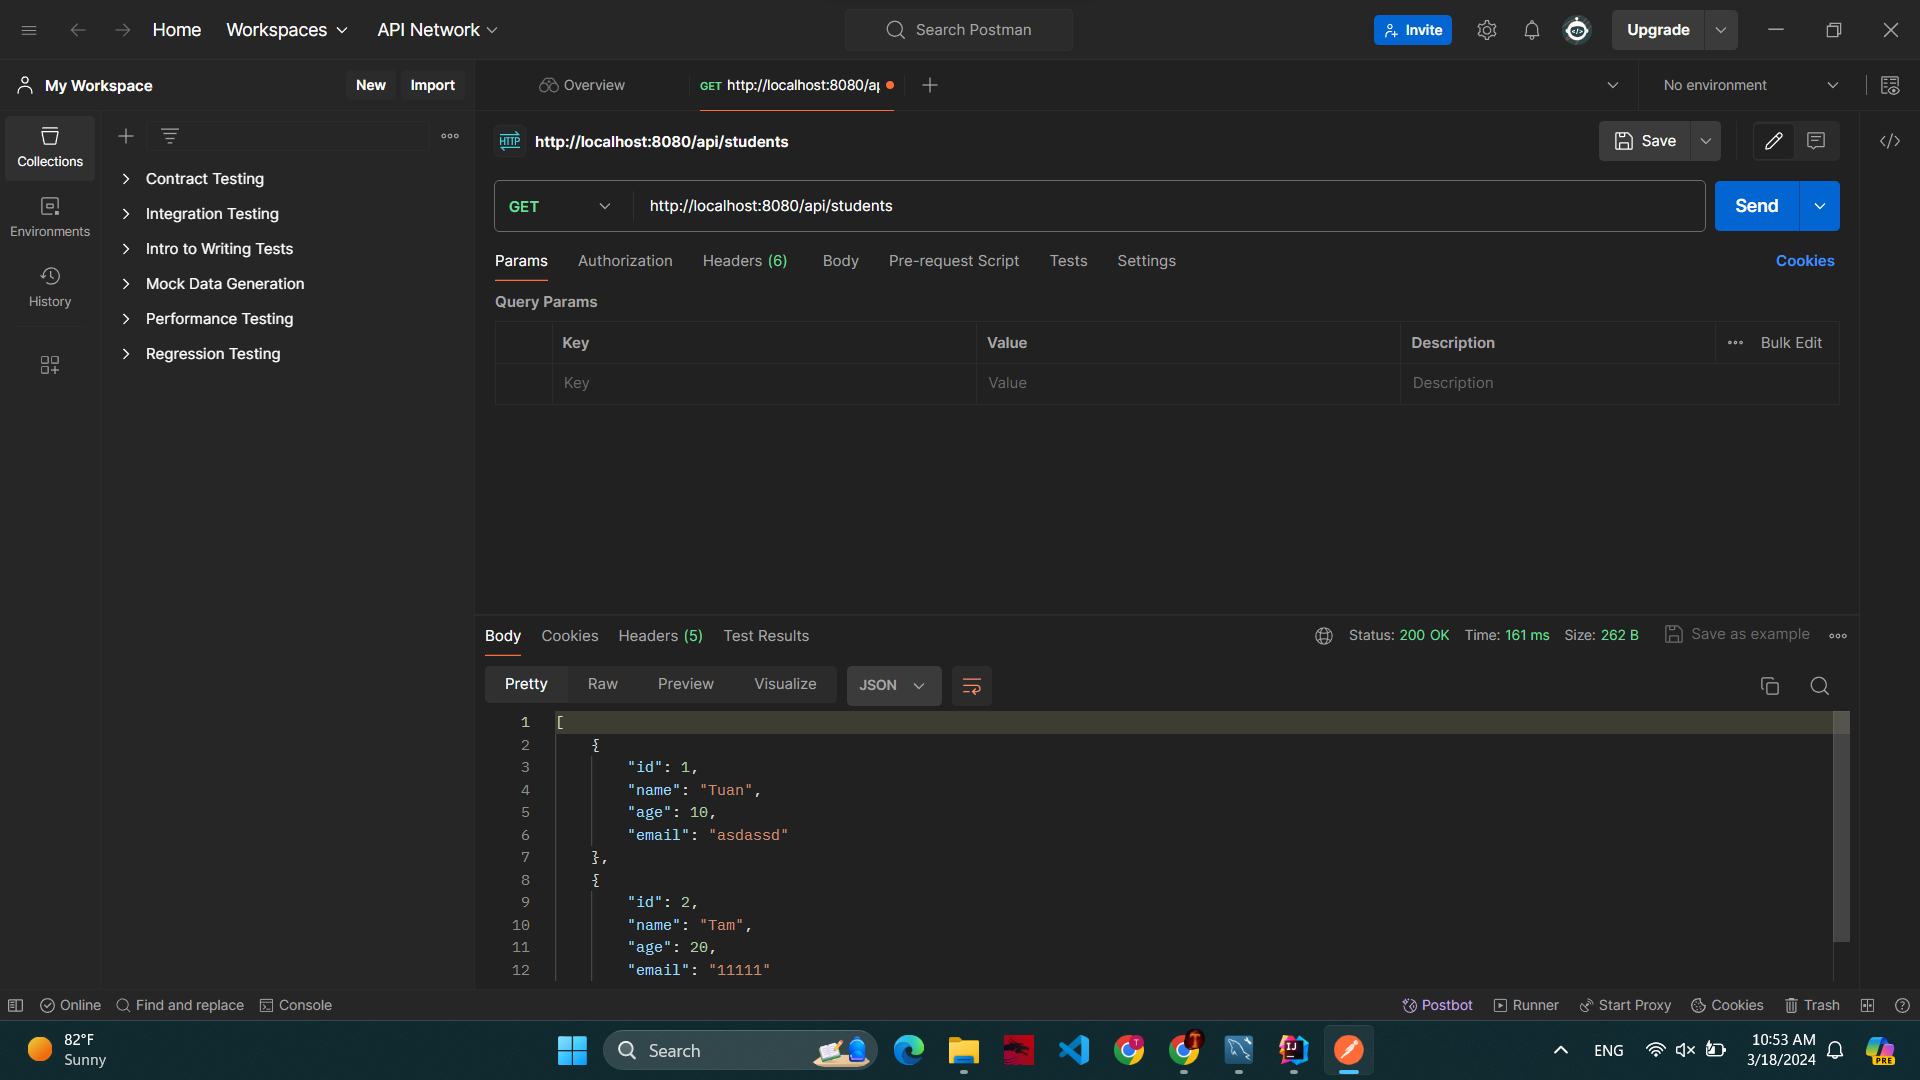 Home Workspaces API Network Search Postman Invite Upgrade
My Workspace New Import Overview GET http://localhost:8080/ap No environment
Collections
Environments
History
Contract Testing
Integration Testing
Intro to Writing Tests
Mock Data Generation
Performance Testing
Regression Testing
HTTP http://localhost:8080/api/students Save
GET http://localhost:8080/api/students Send
Params Authorization Headers (6) Body Pre-request Script Tests Settings Cookies
Query Params
Key Value Description Bulk Edit
Key Value Description
Body Cookies Headers (5) Test Results Status: 200 OK Time: 161 ms Size: 262 B Save as example
Pretty Raw Preview Visualize JSON
1 [
2 {
3 "id": 1,
4 "name": "Tuan",
5 "age": 10,
6 "email": "asdassd"
7 },
8 {
9 "id": 2,
10 "name": "Tam",
11 "age": 20,
12 "email": "11111"
Online Find and replace Console Postbot Runner Start Proxy Cookies Trash
82°F
Sunny
Search
T
IJ
ENG
10:53 AM
3/18/2024
PRE